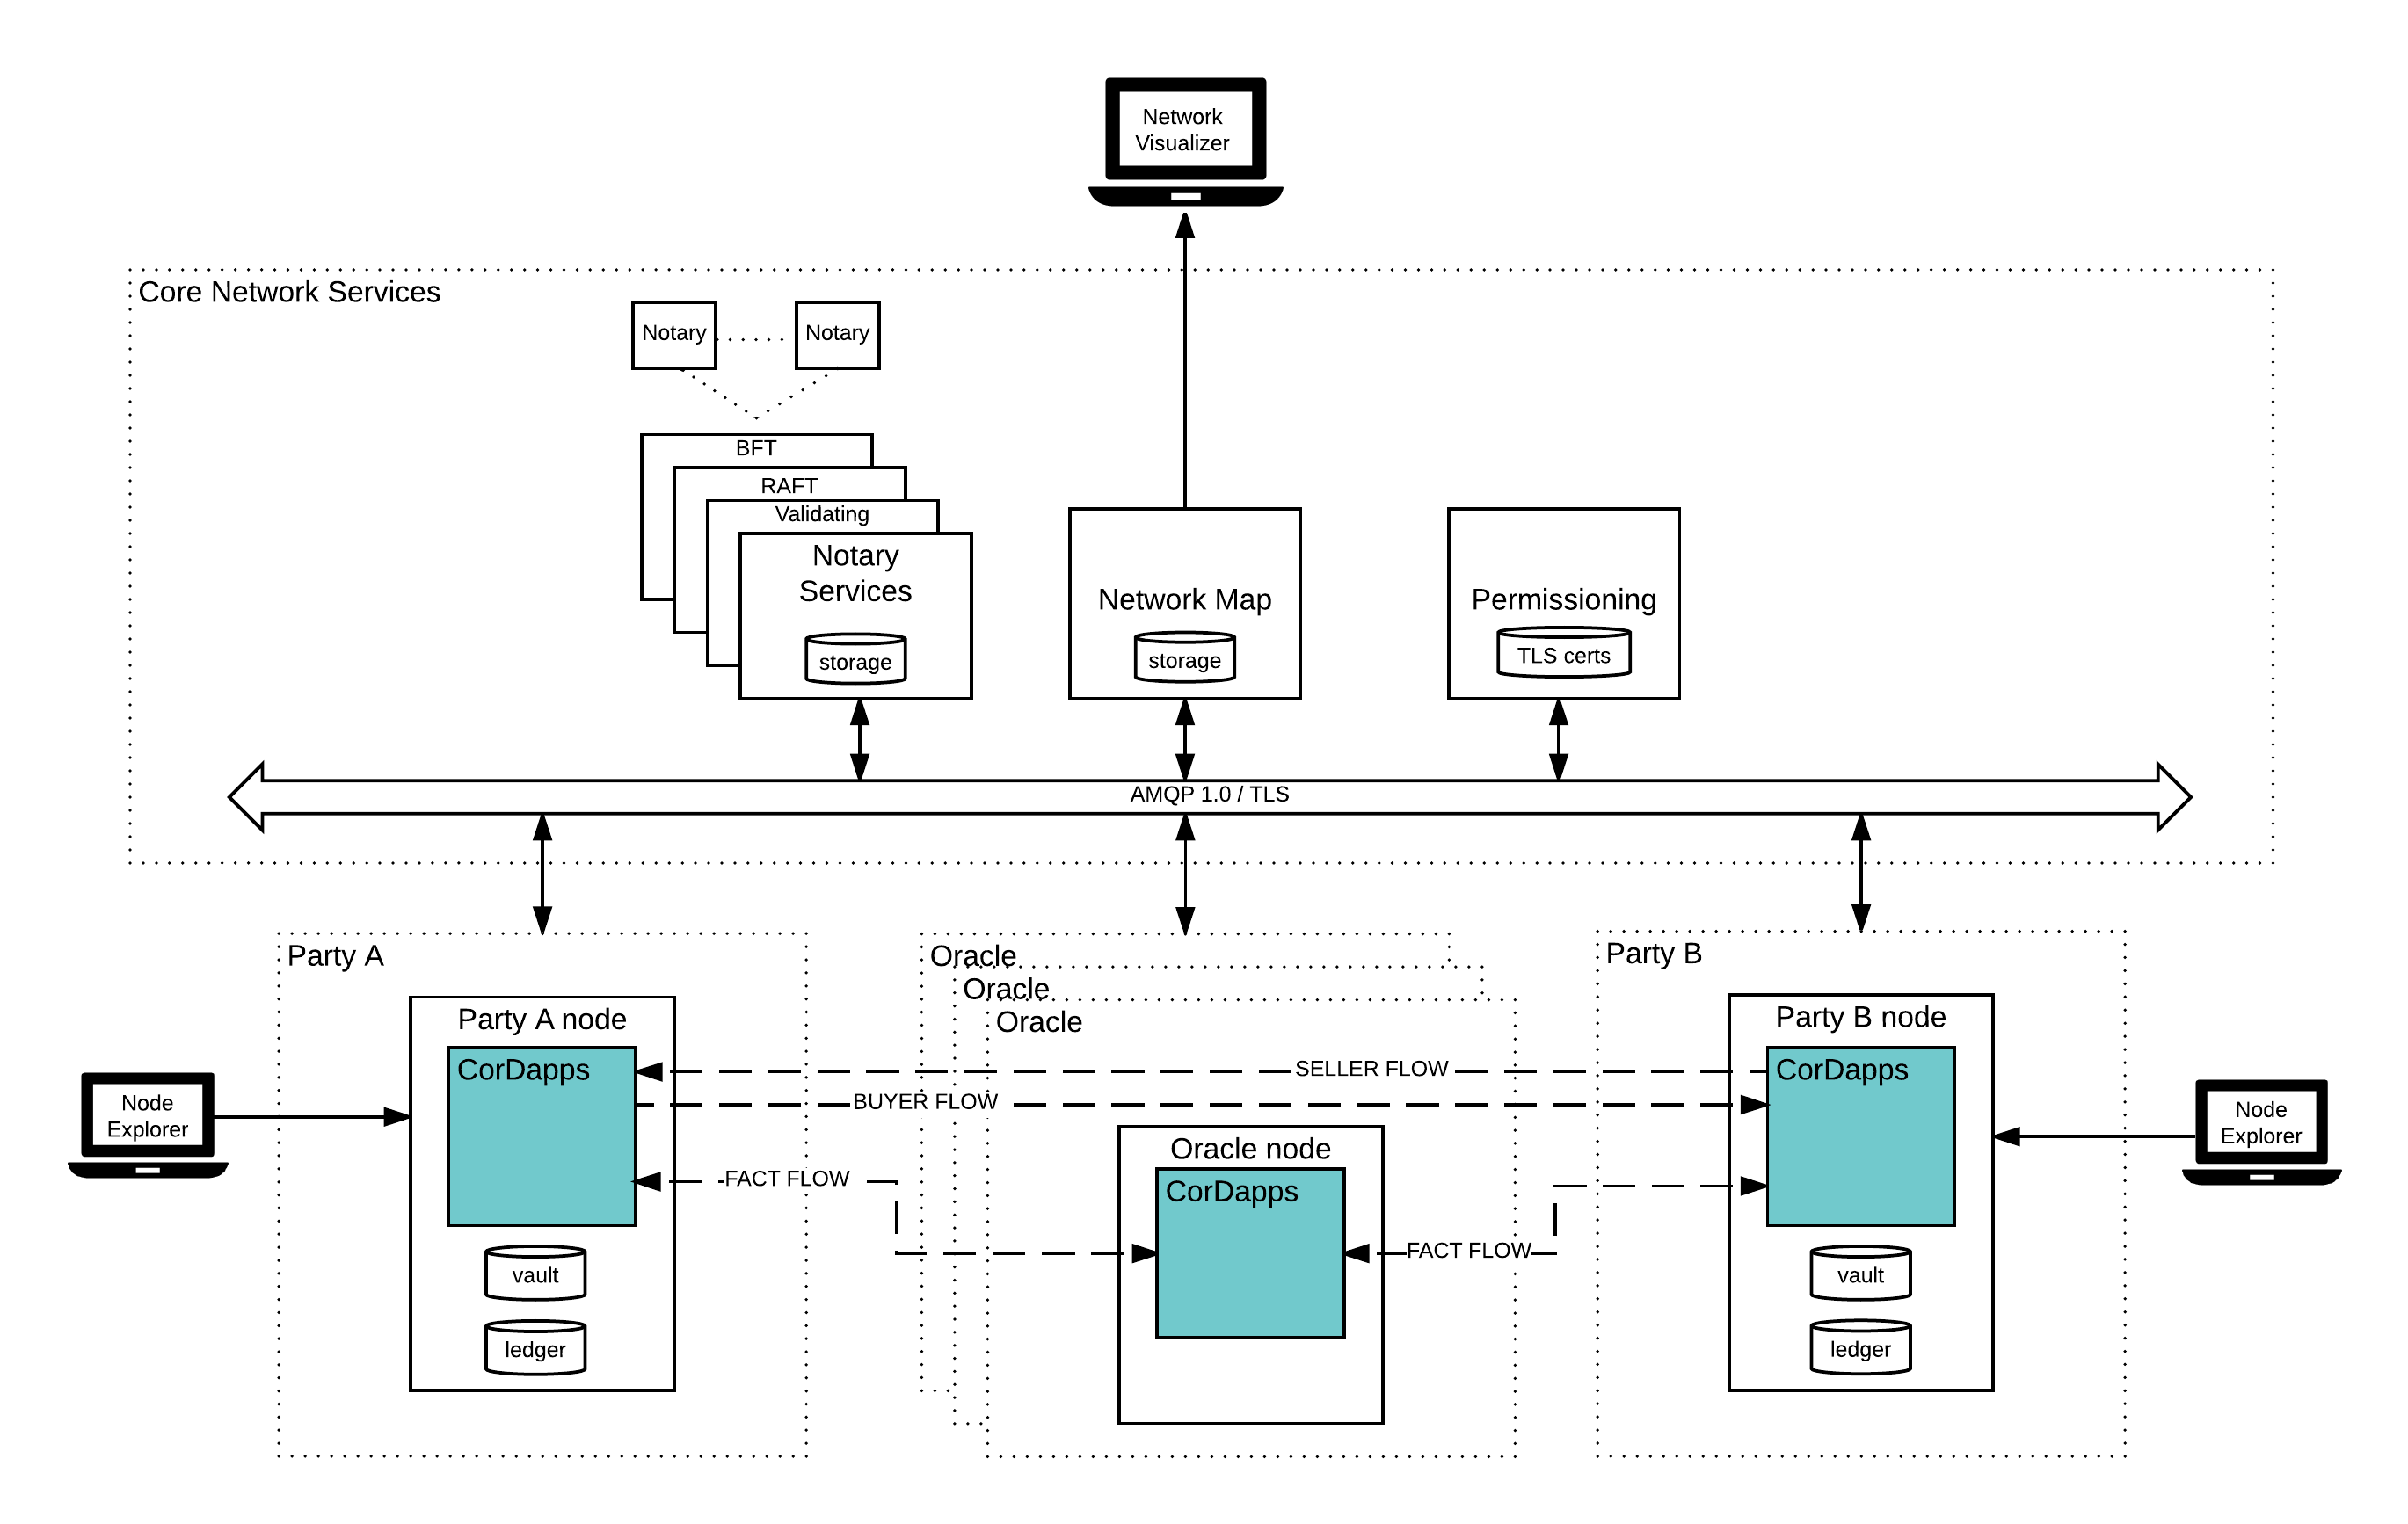 Network
Visualizer
Core Network Services
Notary
Notary
BFT
RAFT
Validating
Notary
Services
storage
Network Map
storage
Permissioning
TLS certs
AMQP 1.0 / TLS
Party A
Party A node
CorDapps
vault
ledger
Node
Explorer
Oracle
Oracle
Oracle
SELLER FLOW
BUYER FLOW
FACT FLOW
Oracle node
CorDapps
FACT FLOW
Party B
Party B node
CorDapps
vault
ledger
Node
Explorer